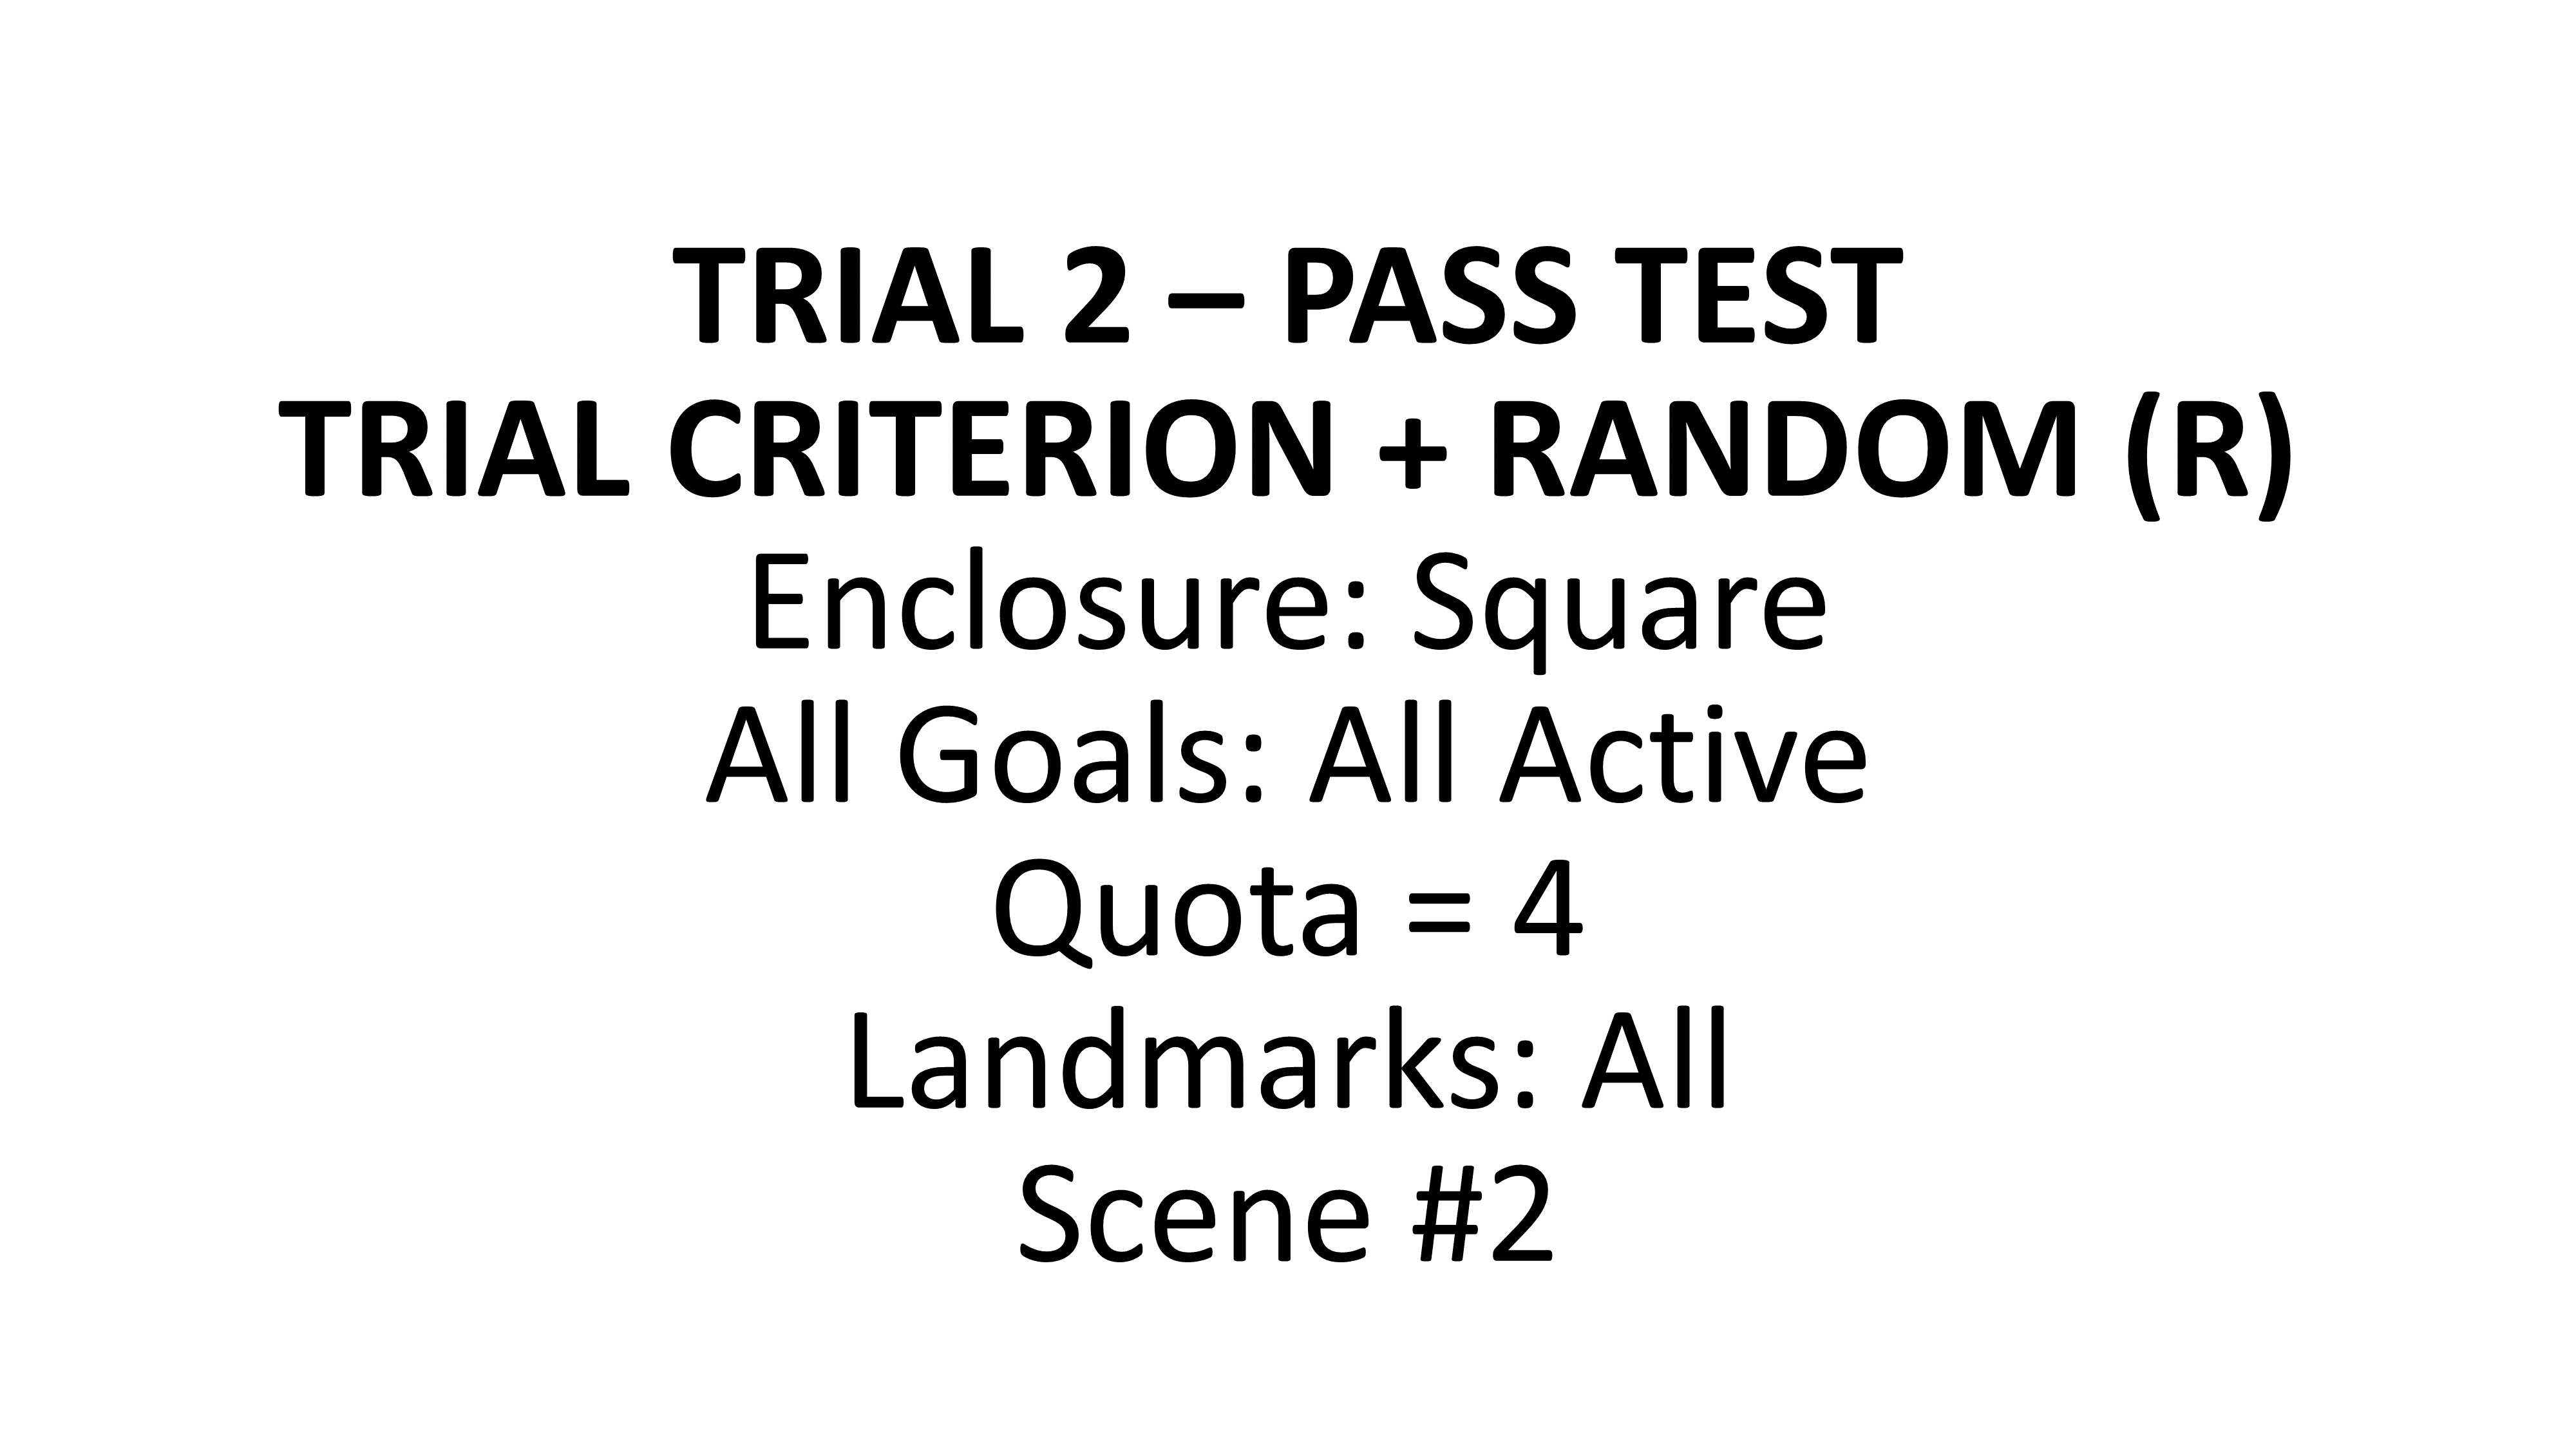 TRIAL 2 – PASS TEST
TRIAL CRITERION + RANDOM (R)
Enclosure: Square
All Goals: All Active
Quota = 4
Landmarks: All
Scene #2